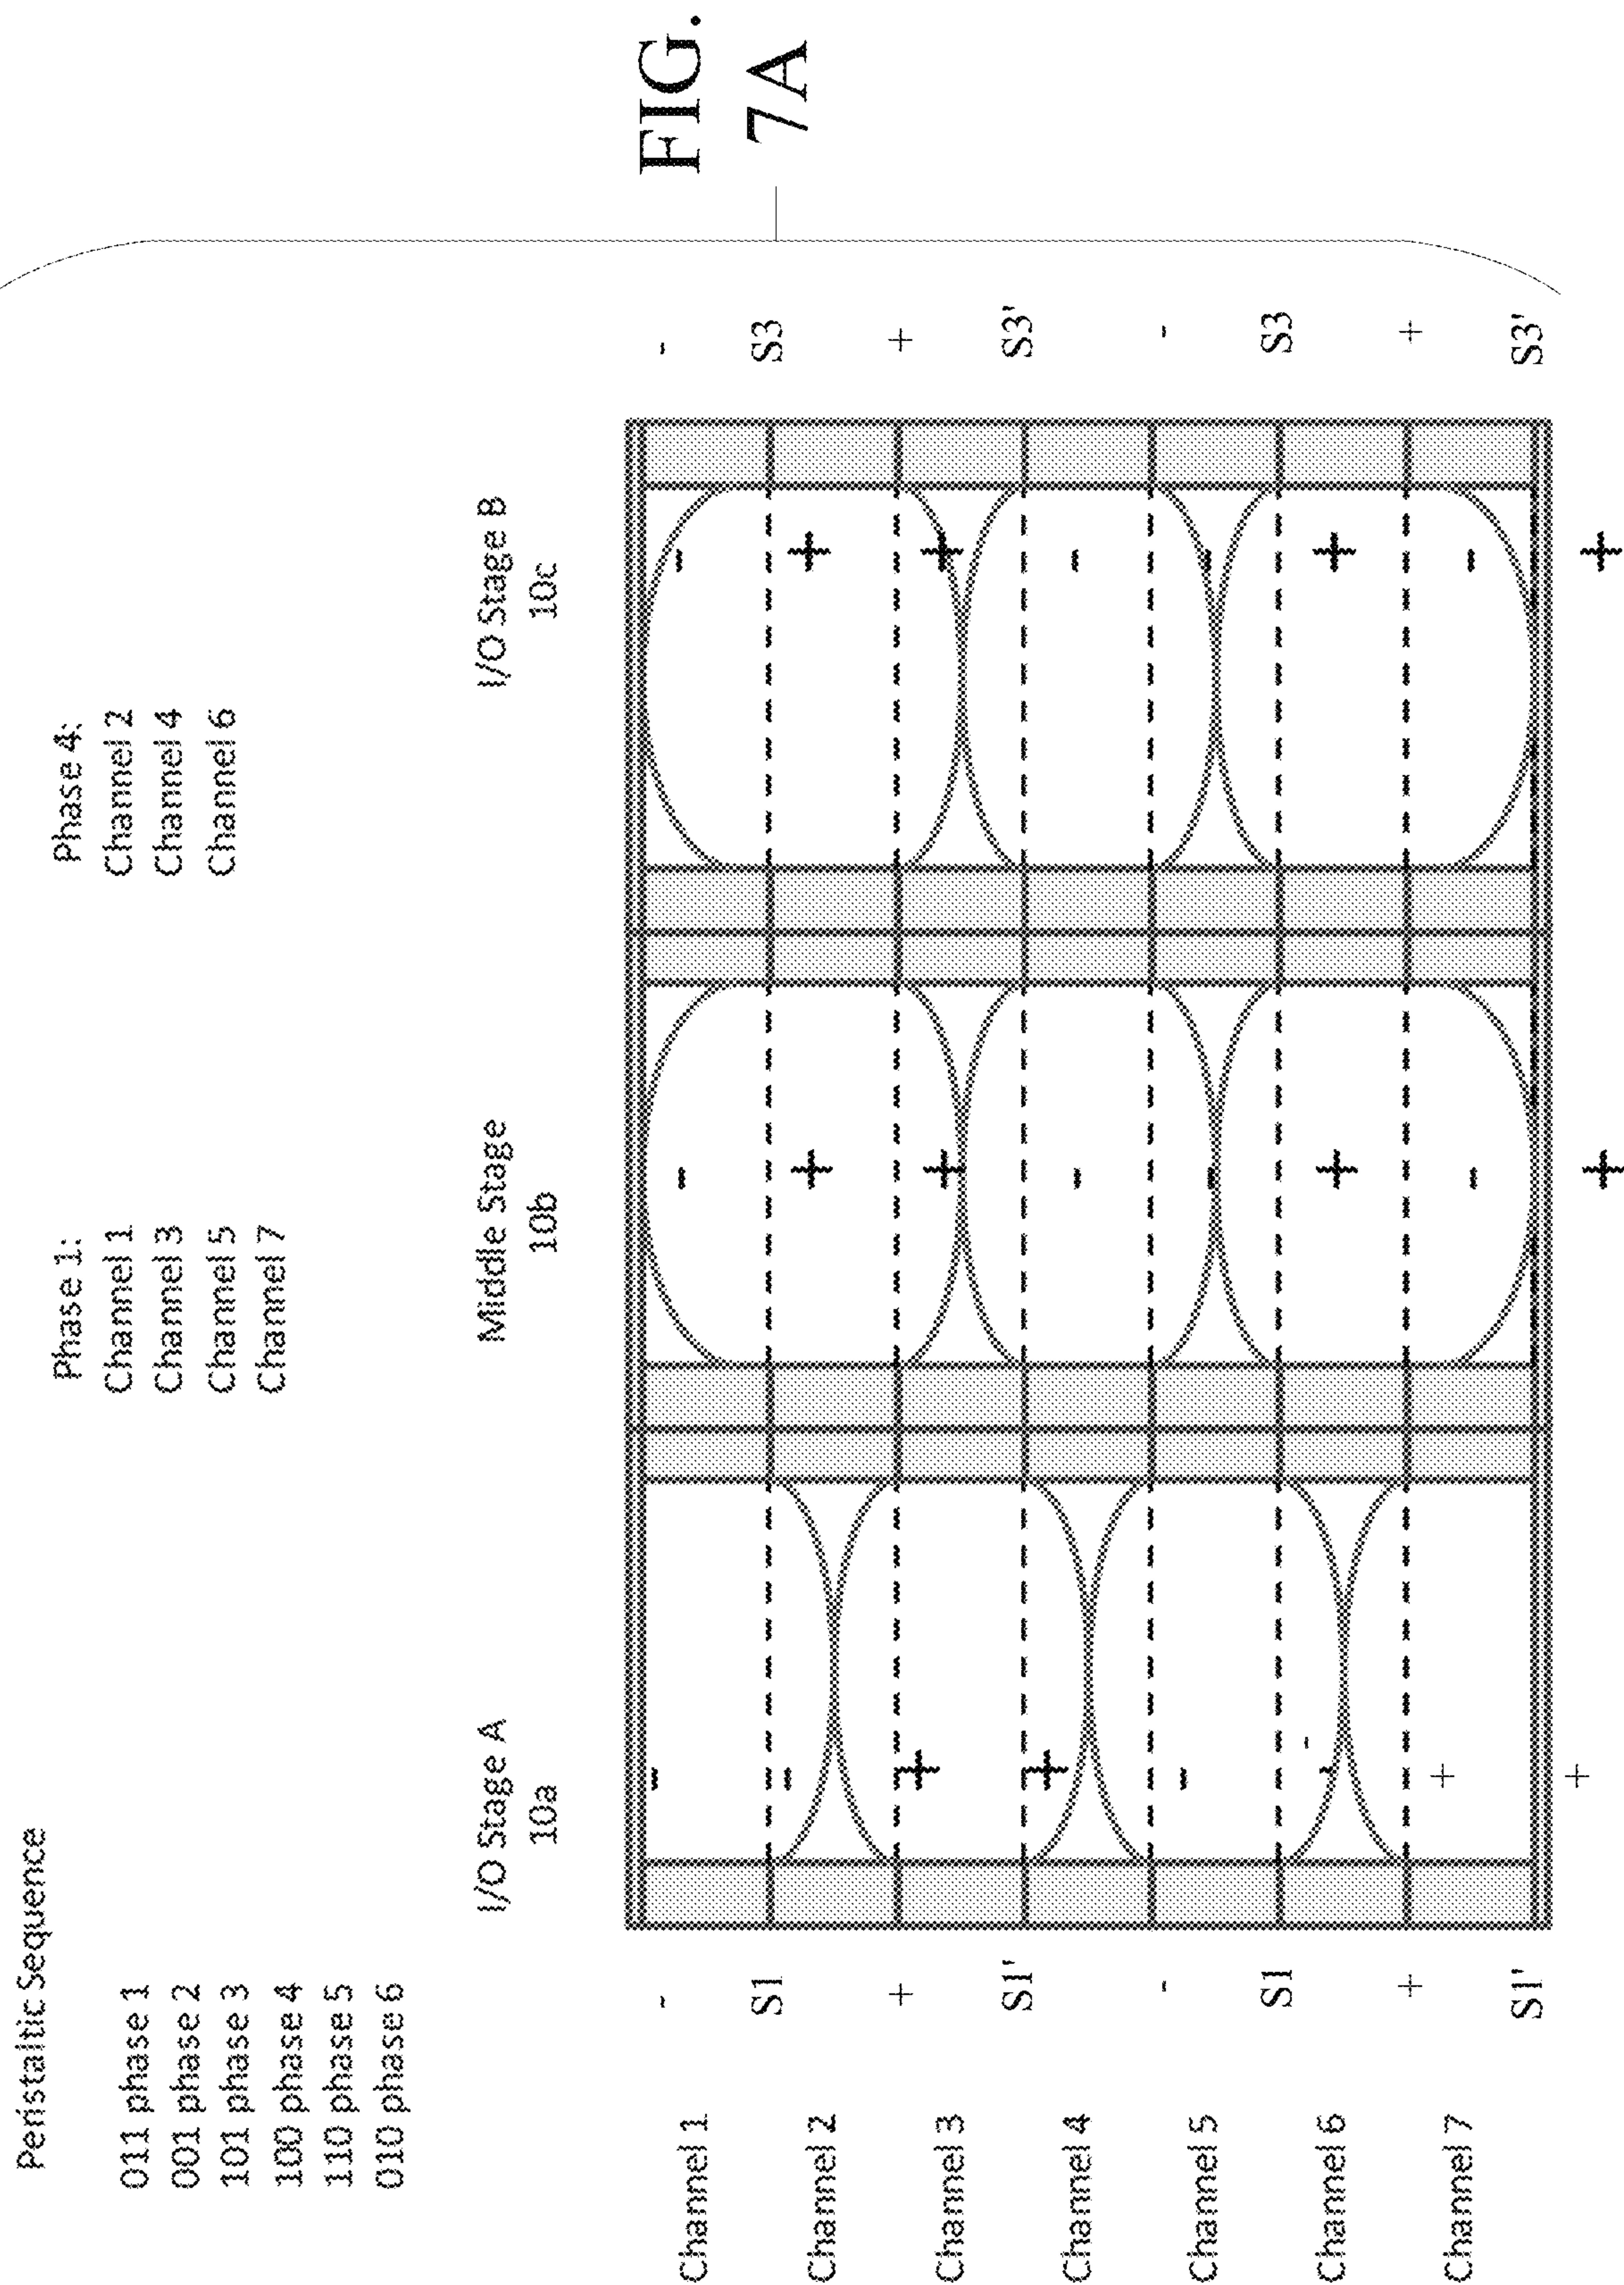 Peristaltic Sequence
011 phase 1
001 phase 2
101 phase 3
100 phase 4
110 phase 5
010 phase 6
Phase 1:
Channel 1
Channel 3
Channel 5
Channel 7
Phase 4:
Channel 2
Channel 4
Channel 6
I/O Stage A
10a
Middle Stage
10b
I/O Stage B
10c
-
- - - -
Channel 1
S1 S3
- + +
Channel 2
+ +
+ + +
Channel 3
S1' S3'
+ - -
Channel 4
- -
- - -
Channel 5
S1 S3
- - + +
Channel 6
+ +
+ - -
Channel 7
S1' S3'
+ + +
FIG.
7A